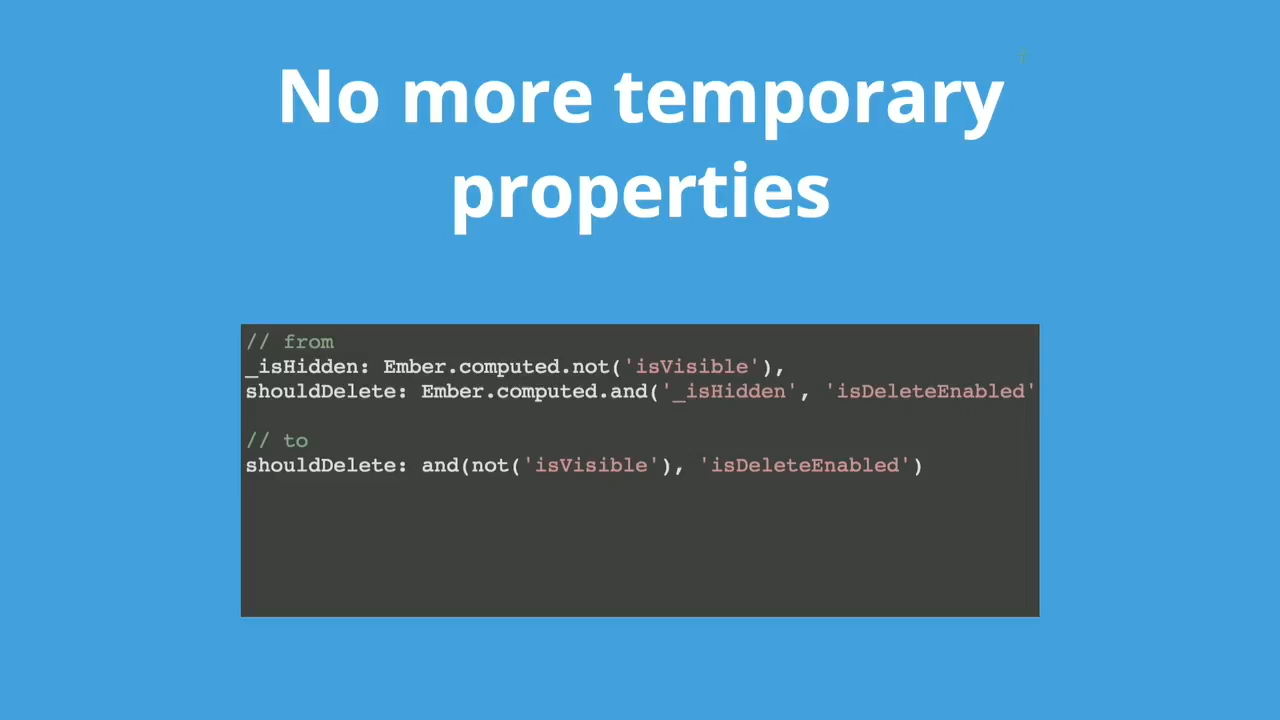 No more temporary
properties
// from
_isHidden: Ember.computed.not('isVisible'),
shouldDelete: Ember.computed.and('_isHidden', 'isDeleteEnabled'
// to
shouldDelete: and(not('isVisible'), 'isDeleteEnabled')